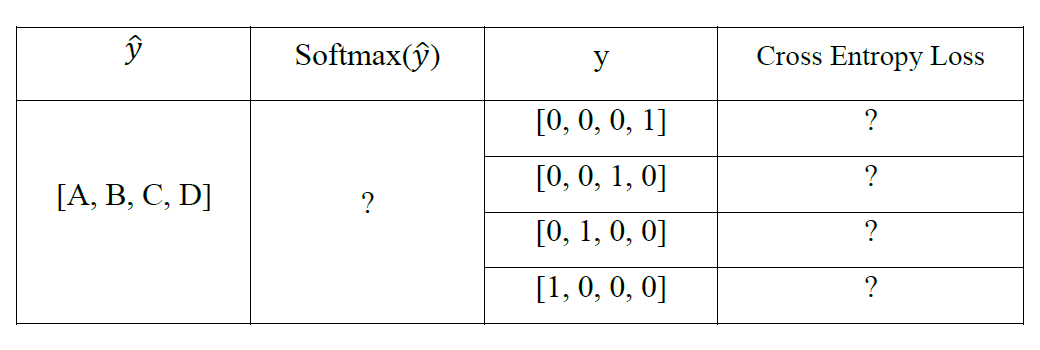 ŷ Softmax(ŷ) y Cross Entropy Loss
[A, B, C, D] ? [0, 0, 0, 1] ?
[0, 0, 1, 0] ?
[0, 1, 0, 0] ?
[1, 0, 0, 0] ?